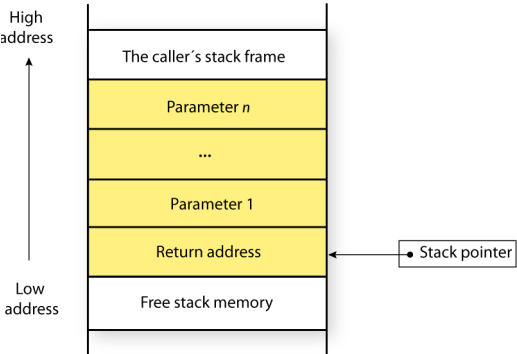 High
address
The caller´s stack frame
Parameter n
...
Parameter 1
Return address
Stack pointer
Low
address
Free stack memory